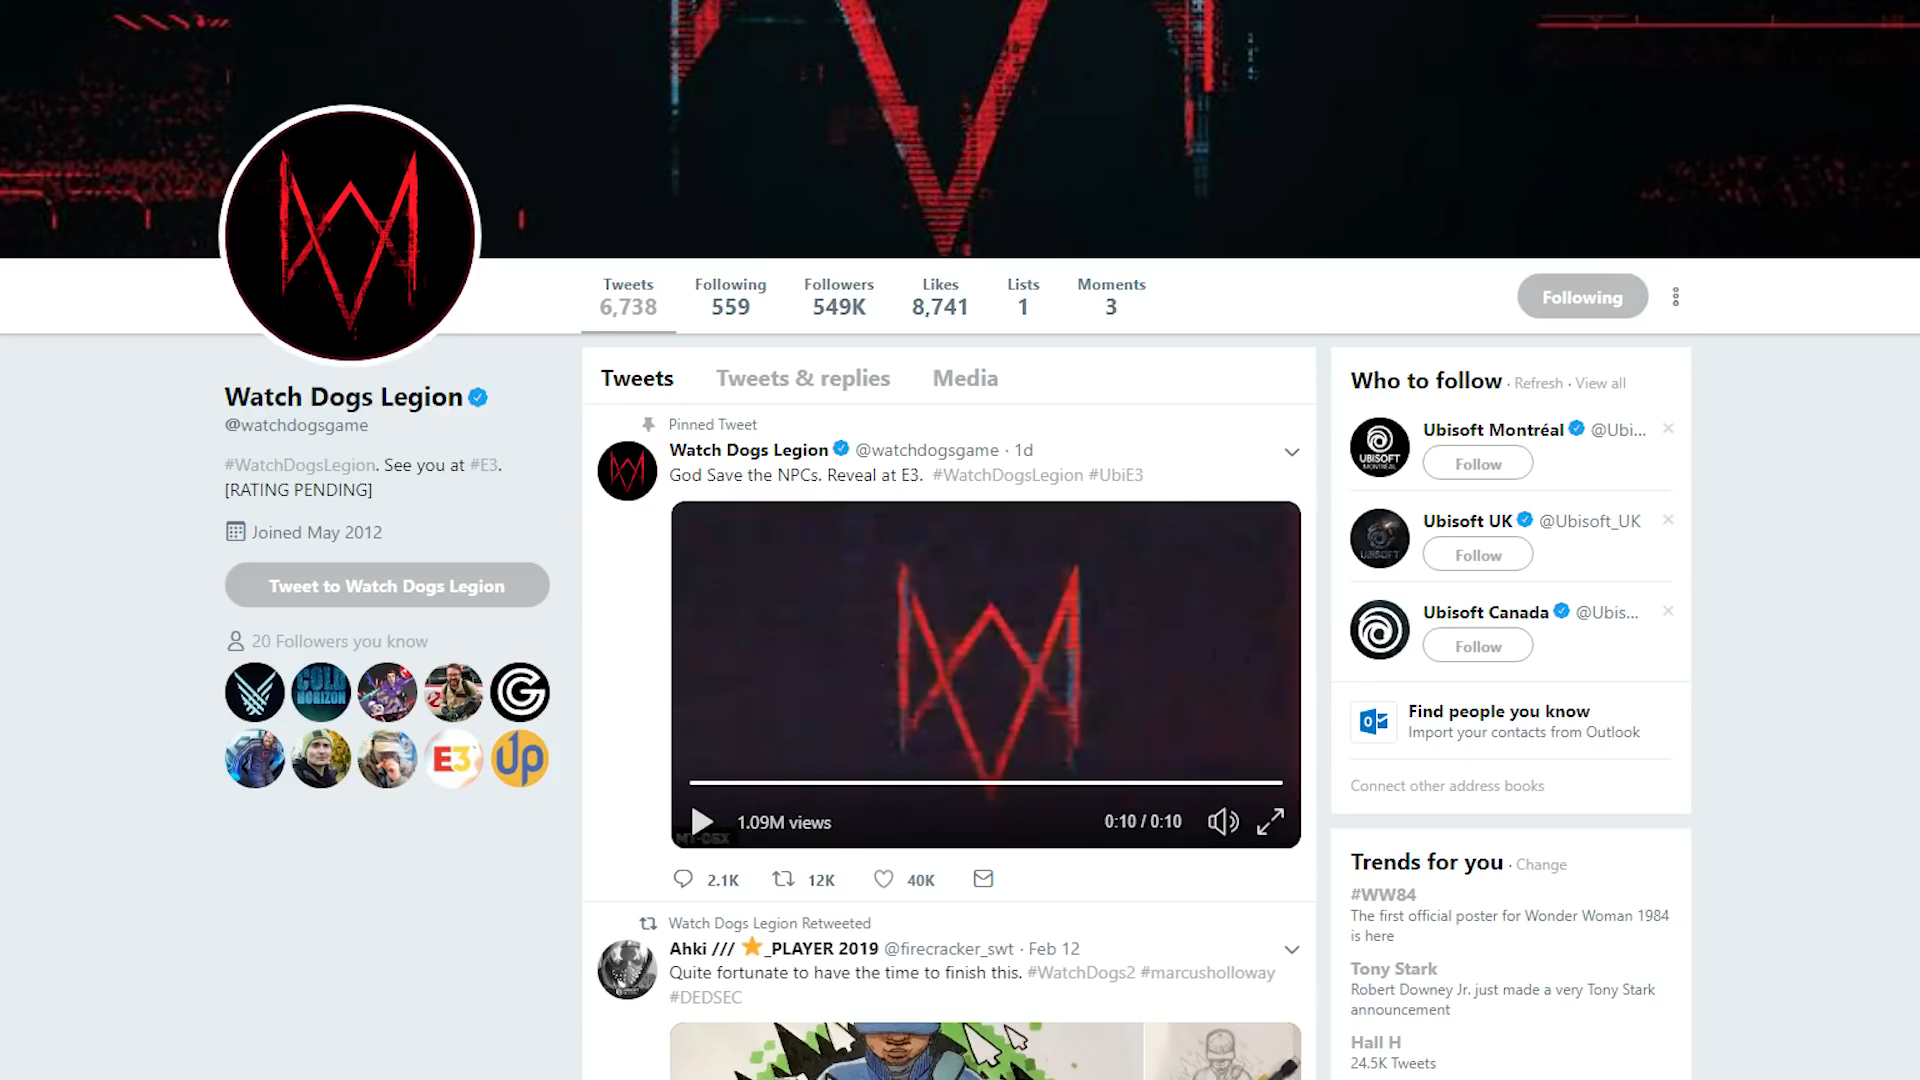 Tweets
6,738
Following
559
Followers
549K
Likes
8,741
Lists
1
Moments
3
Following
Watch Dogs Legion
@watchdogsgame
#WatchDogsLegion. See you at #E3.
[RATING PENDING]
Joined May 2012
Tweet to Watch Dogs Legion
20 Followers you know
COLD
HORIZON
G
E3
UP
Tweets
Tweets & replies
Media
Pinned Tweet
Watch Dogs Legion @watchdogsgame · 1d
God Save the NPCs. Reveal at E3. #WatchDogsLegion #UbiE3
1.09M views
0:10 / 0:10
2.1K
12K
40K
Watch Dogs Legion Retweeted
Ahki /// _PLAYER 2019 @firecracker_swt · Feb 12
Quite fortunate to have the time to finish this. #WatchDogs2 #marcusholloway
#DEDSEC
Who to follow · Refresh · View all
UBISOFT
MONTRÉAL
Ubisoft Montréal @Ubi...
Follow
UBISOFT
Ubisoft UK @Ubisoft_UK
Follow
Ubisoft Canada @Ubis...
Follow
Find people you know
Import your contacts from Outlook
Connect other address books
Trends for you · Change
#WW84
The first official poster for Wonder Woman 1984
is here
Tony Stark
Robert Downey Jr. just made a very Tony Stark
announcement
Hall H
24.5K Tweets